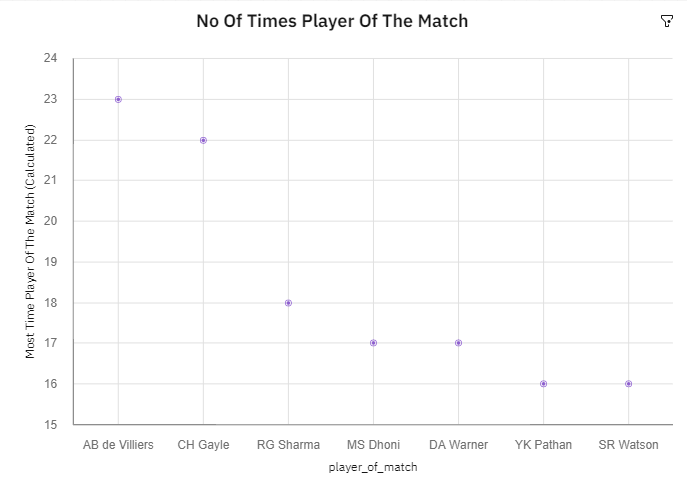 No Of Times Player Of The Match
Most Time Player Of The Match (Calculated)
24
23
22
21
20
19
18
17
16
15
AB de Villiers
CH Gayle
RG Sharma
MS Dhoni
DA Warner
YK Pathan
SR Watson
player_of_match